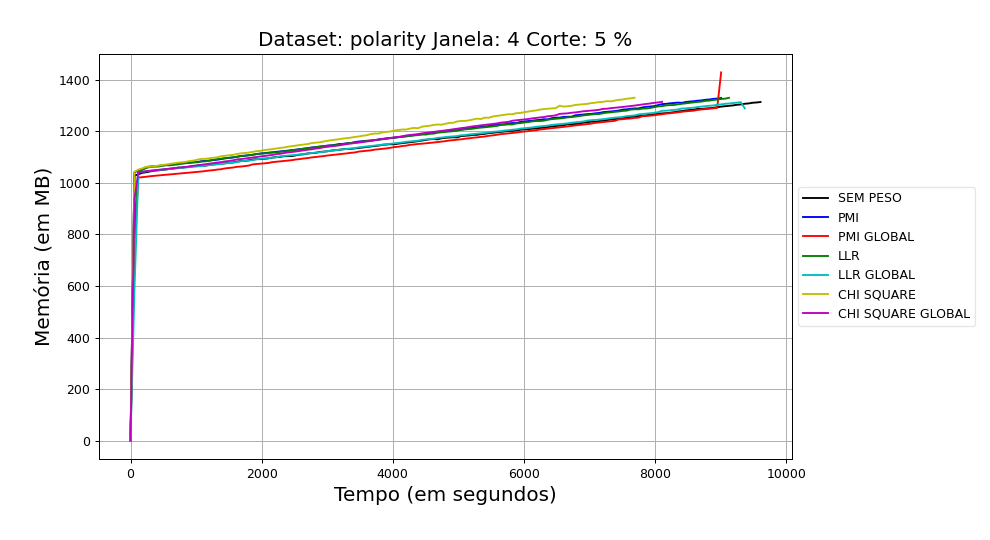 Dataset: polarity Janela: 4 Corte: 5 %
Memória (em MB)
1400
1200
1000
800
600
400
200
0
0 2000 4000 6000 8000 10000
Tempo (em segundos)
SEM PESO
PMI
PMI GLOBAL
LLR
LLR GLOBAL
CHI SQUARE
CHI SQUARE GLOBAL